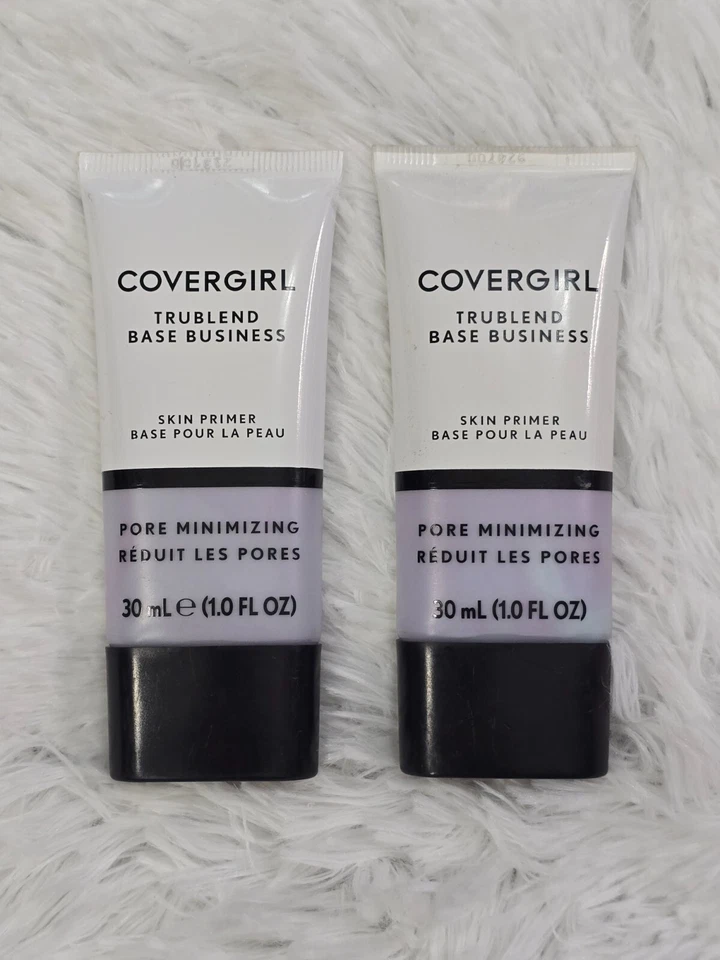 COVERGIRL
TRUBLEND
BASE BUSINESS
SKIN PRIMER
BASE POUR LA PEAU
PORE MINIMIZING
RÉDUIT LES PORES
30 mL ℮ (1.0 FL OZ)
COVERGIRL
TRUBLEND
BASE BUSINESS
SKIN PRIMER
BASE POUR LA PEAU
PORE MINIMIZING
RÉDUIT LES PORES
30 mL (1.0 FL OZ)